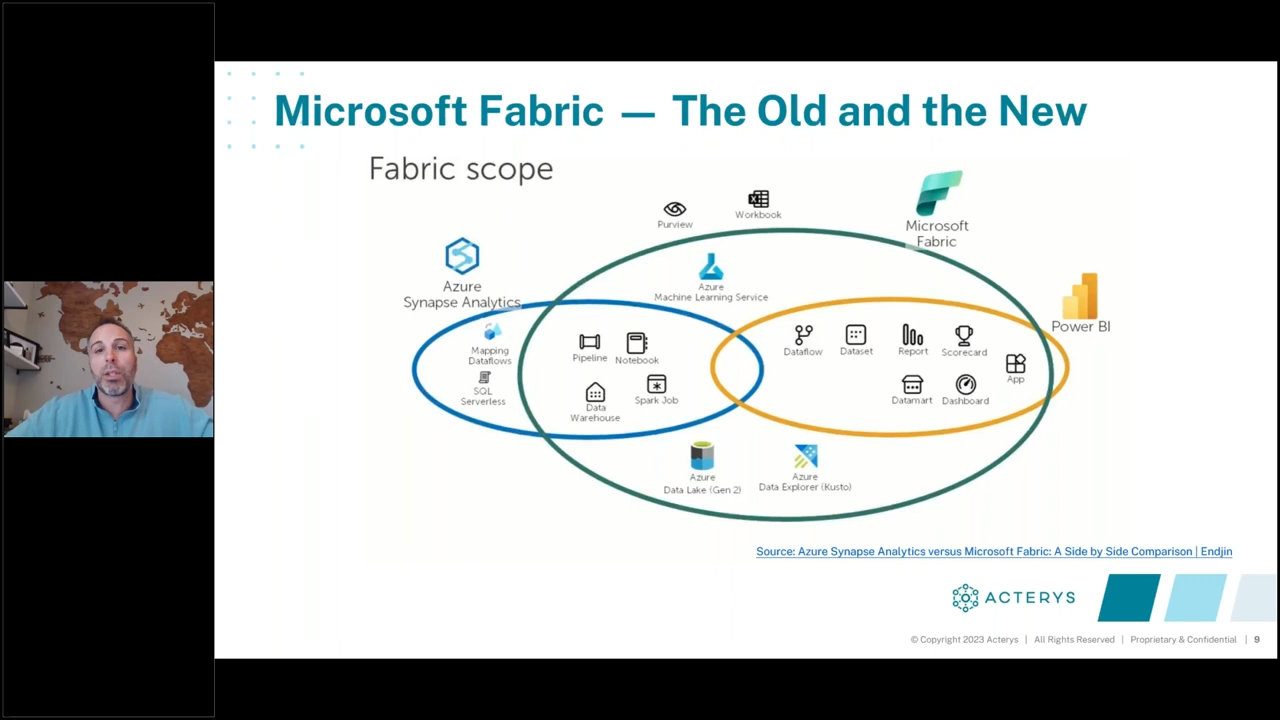 Microsoft Fabric — The Old and the New
Fabric scope
Purview
Workbook
Microsoft
Fabric
Azure
Synapse Analytics
Azure
Machine Learning Service
Power BI
Mapping
Dataflows
SQL
Serverless
Pipeline
Notebook
Data
Warehouse
Spark Job
Dataflow
Dataset
Report
Scorecard
App
Datamart
Dashboard
Azure
Data Lake (Gen 2)
Azure
Data Explorer (Kusto)
Source: Azure Synapse Analytics versus Microsoft Fabric: A Side by Side Comparison | Endjin
ACTERYS
© Copyright 2023 Acterys | All Rights Reserved | Proprietary & Confidential | 9